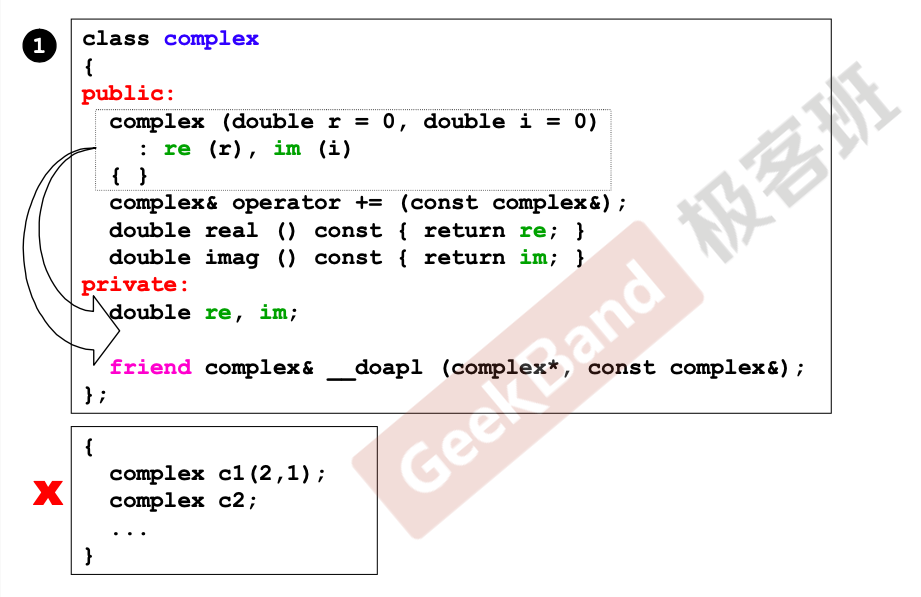 1
class complex
{
public:
complex (double r = 0, double i = 0)
: re (r), im (i)
{ }
complex& operator += (const complex&);
double real () const { return re; }
double imag () const { return im; }
private:
double re, im;
friend complex& __doapl (complex*, const complex&);
};
{
complex c1(2,1);
complex c2;
...
}
GeekBand 极客班